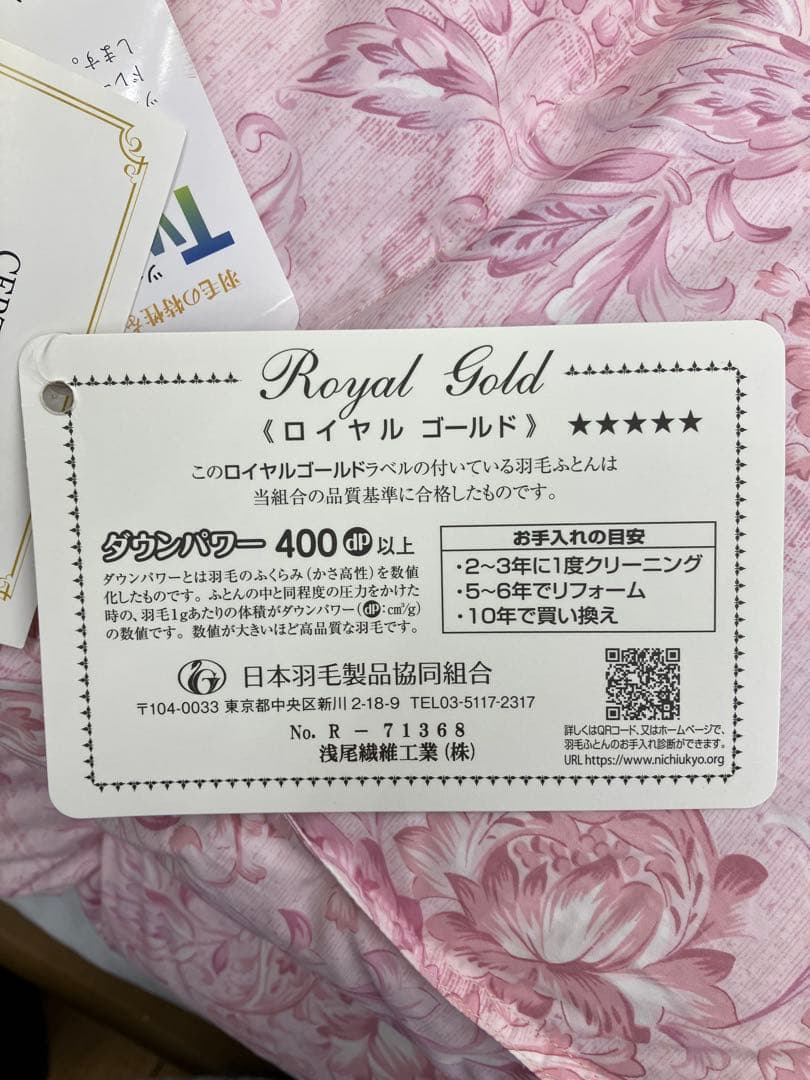 Royal Gold
《ロイヤル ゴールド》 ★★★★★
このロイヤルゴールドラベルの付いている羽毛ふとんは
当組合の品質基準に合格したものです。
ダウンパワー 400 dp 以上
ダウンパワーとは羽毛のふくらみ(かさ高性)を数値
化したものです。ふとんの中と同程度の圧力をかけた
時の、羽毛1gあたりの体積がダウンパワー(dp:cm³/g)
の数値です。数値が大きいほど高品質な羽毛です。
お手入れの目安
・2〜3年に1度クリーニング
・5〜6年でリフォーム
・10年で買い換え
日本羽毛製品協同組合
〒104-0033 東京都中央区新川 2-18-9 TEL03-5117-2317
No. R － 71368
浅尾繊維工業(株)
詳しくはQRコード、又はホームページで、
羽毛ふとんのお手入れ診断ができます。
URL https://www.nichiukyo.org
します。
羽毛の特性を